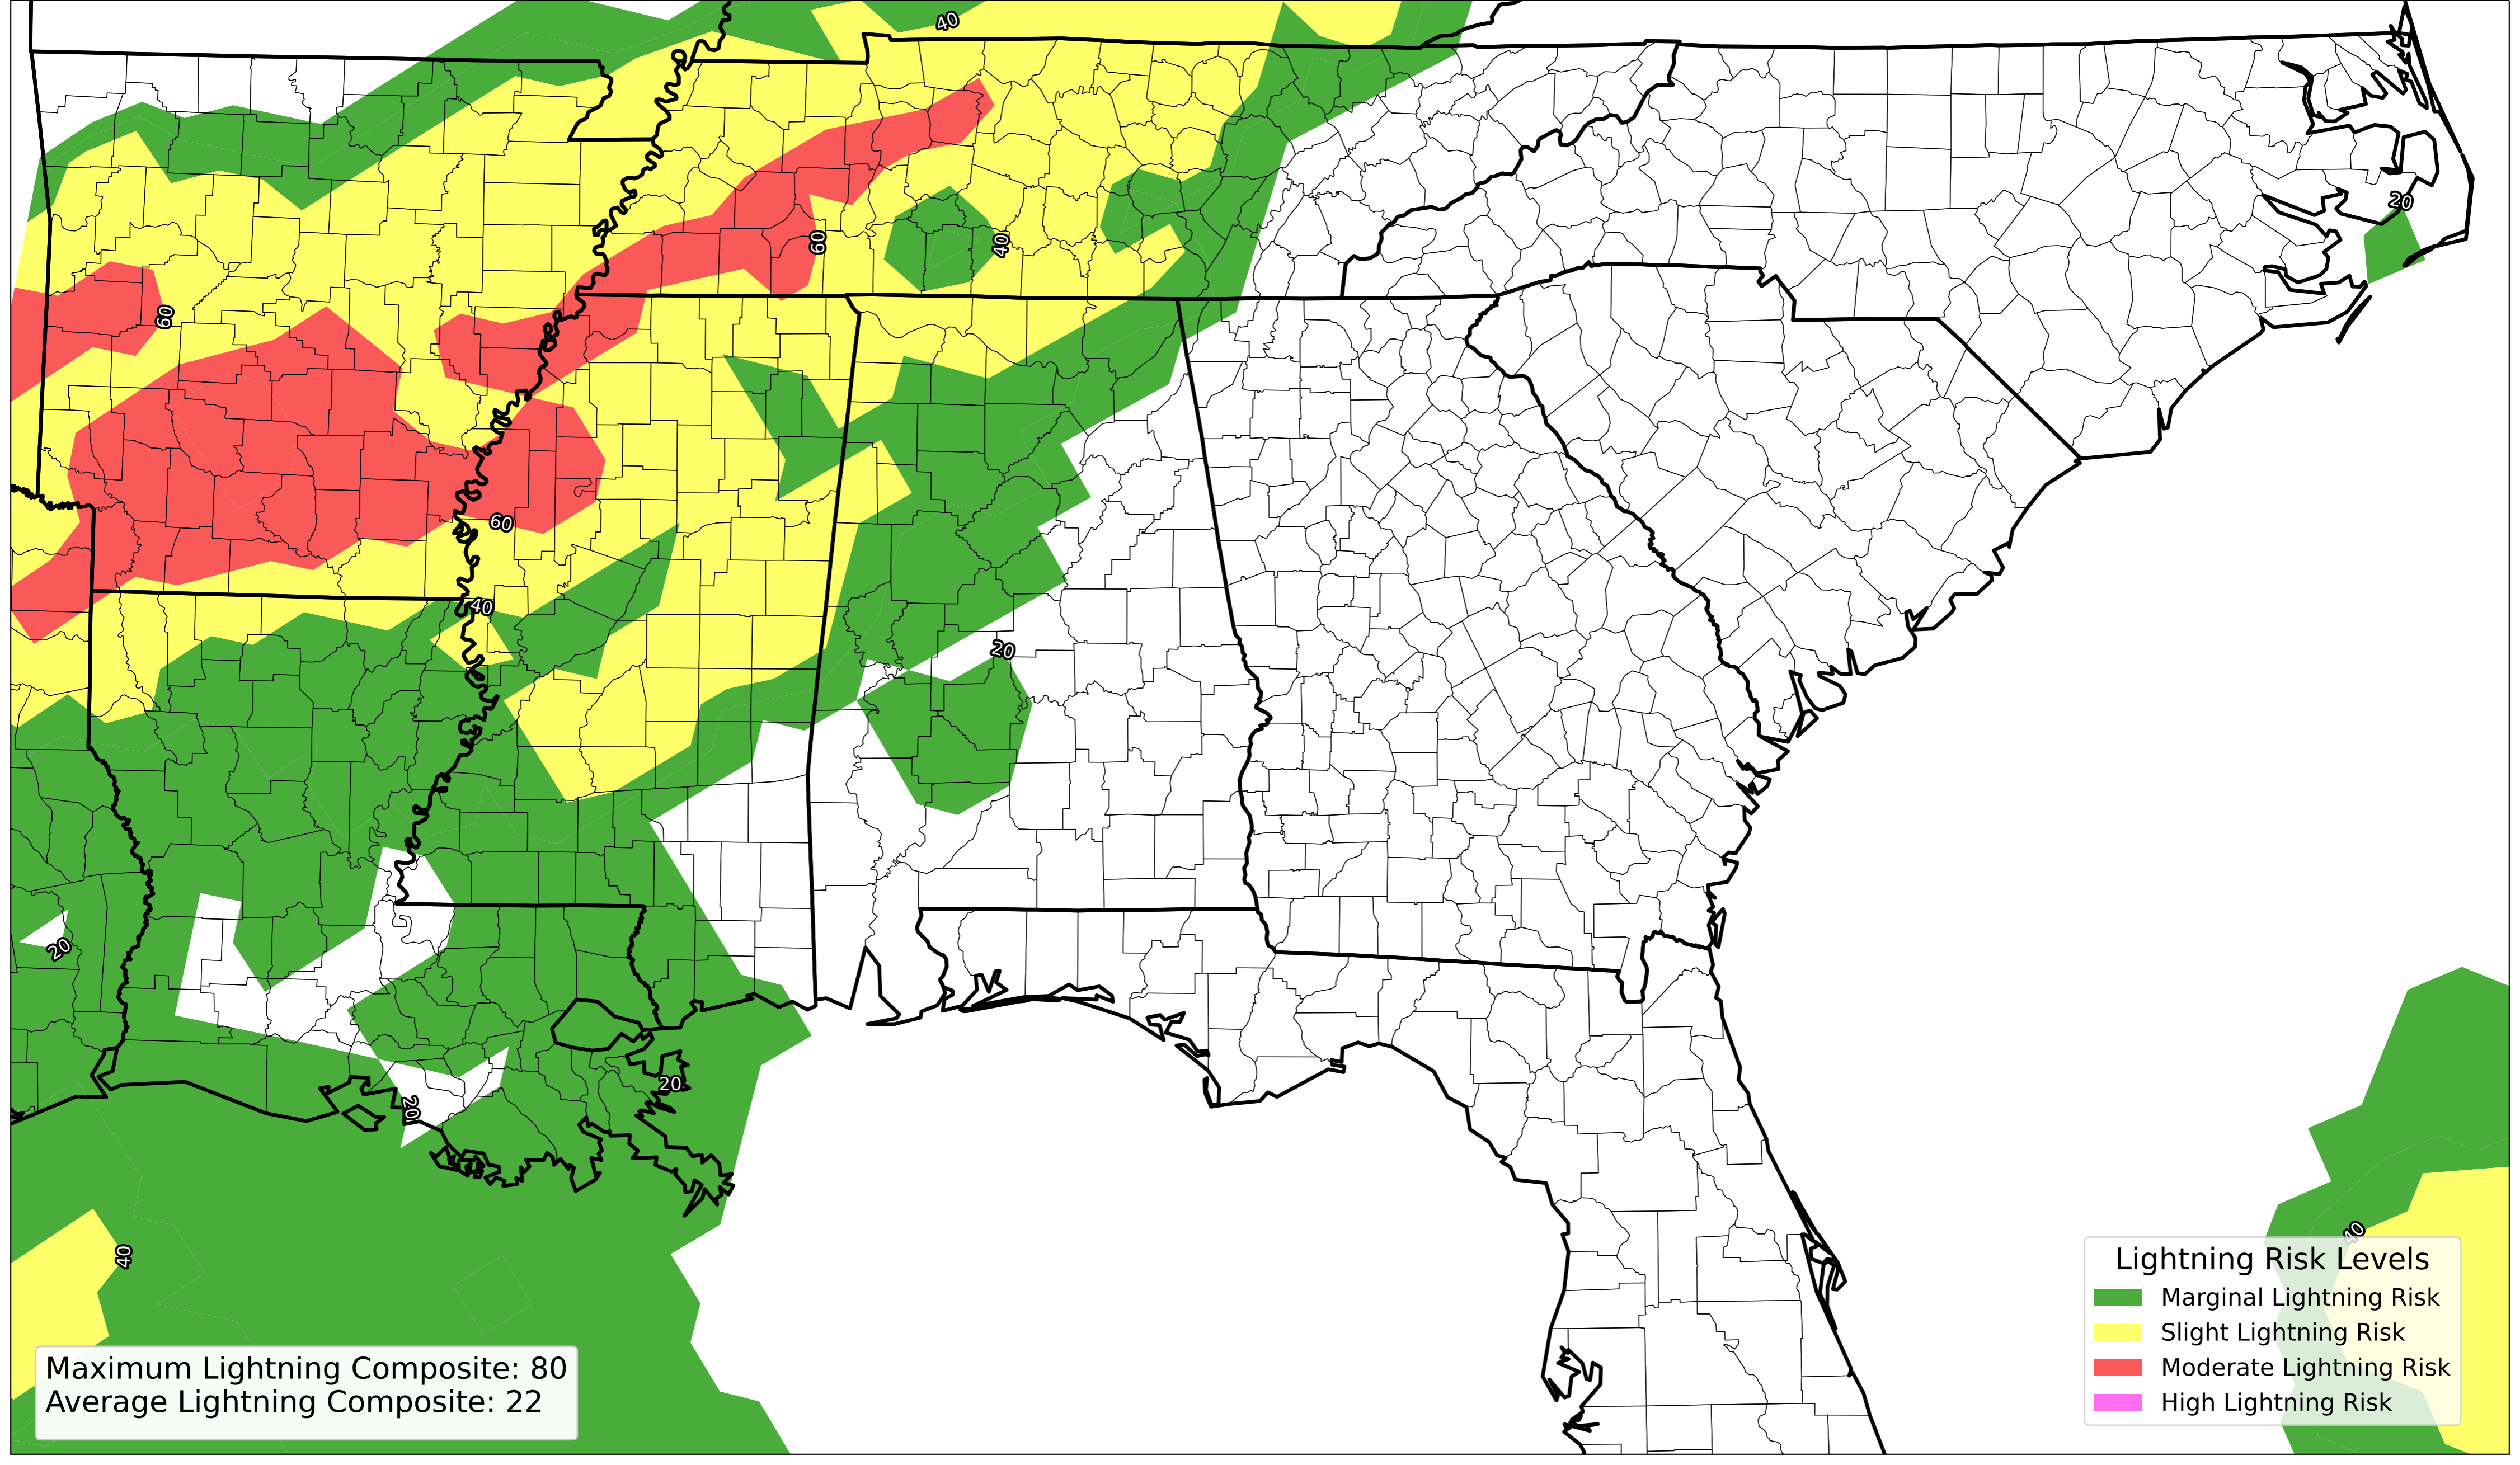 40
20
60
40
60
60
40
20
20
20
20
40
40
Lightning Risk Levels
Marginal Lightning Risk
Slight Lightning Risk
Moderate Lightning Risk
High Lightning Risk
Maximum Lightning Composite: 80
Average Lightning Composite: 22